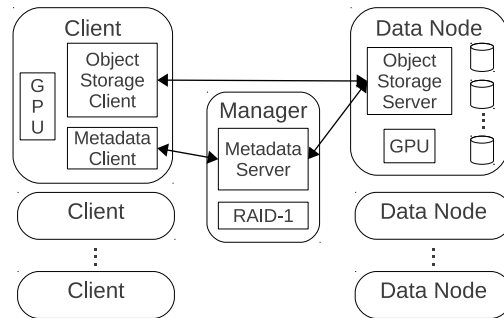 Client
G
P
U
Object
Storage
Client
Metadata
Client
Manager
Metadata
Server
RAID-1
Data Node
Object
Storage
Server
GPU
Client
Data Node
Client
Data Node